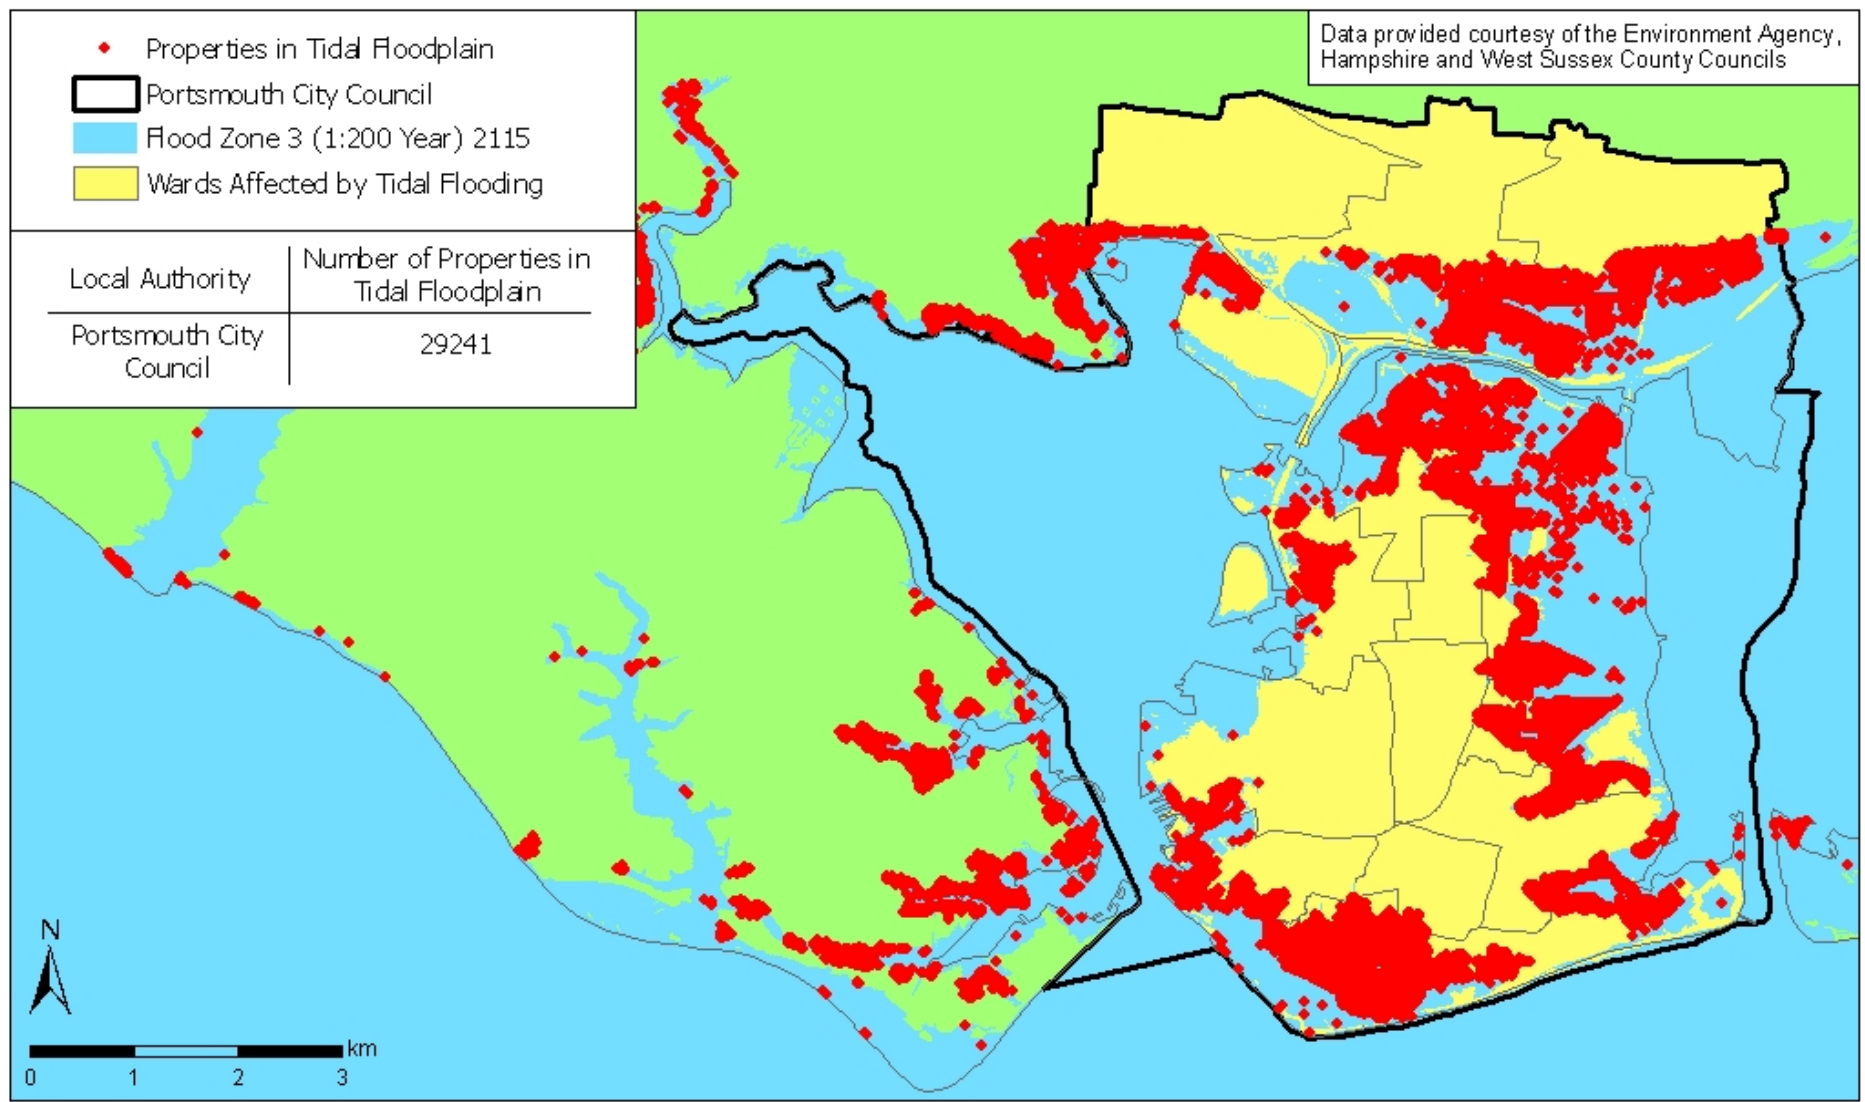 Properties in Tidal Floodplain
Portsmouth City Council
Flood Zone 3 (1:200 Year) 2115
Wards Affected by Tidal Flooding
Local Authority
Number of Properties in
Tidal Floodplain
Portsmouth City
Council
29241
Data provided courtesy of the Environment Agency,
Hampshire and West Sussex County Councils
N
km
0 1 2 3